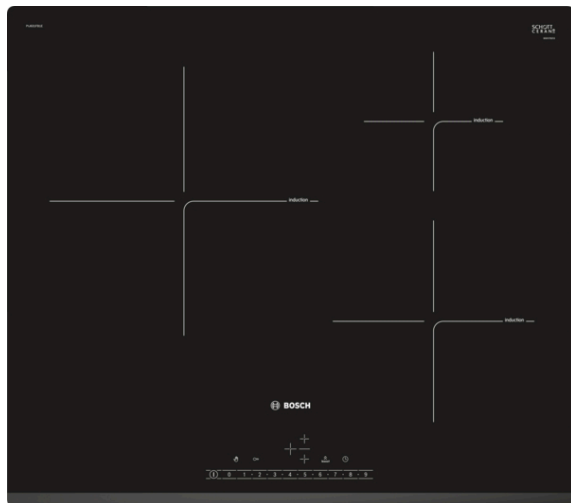 SCHOTT
CERAN
induction
induction
induction
BOSCH
0 1 - 2 - 3 - 4 - 5 - 6 - 7 - 8 - 9